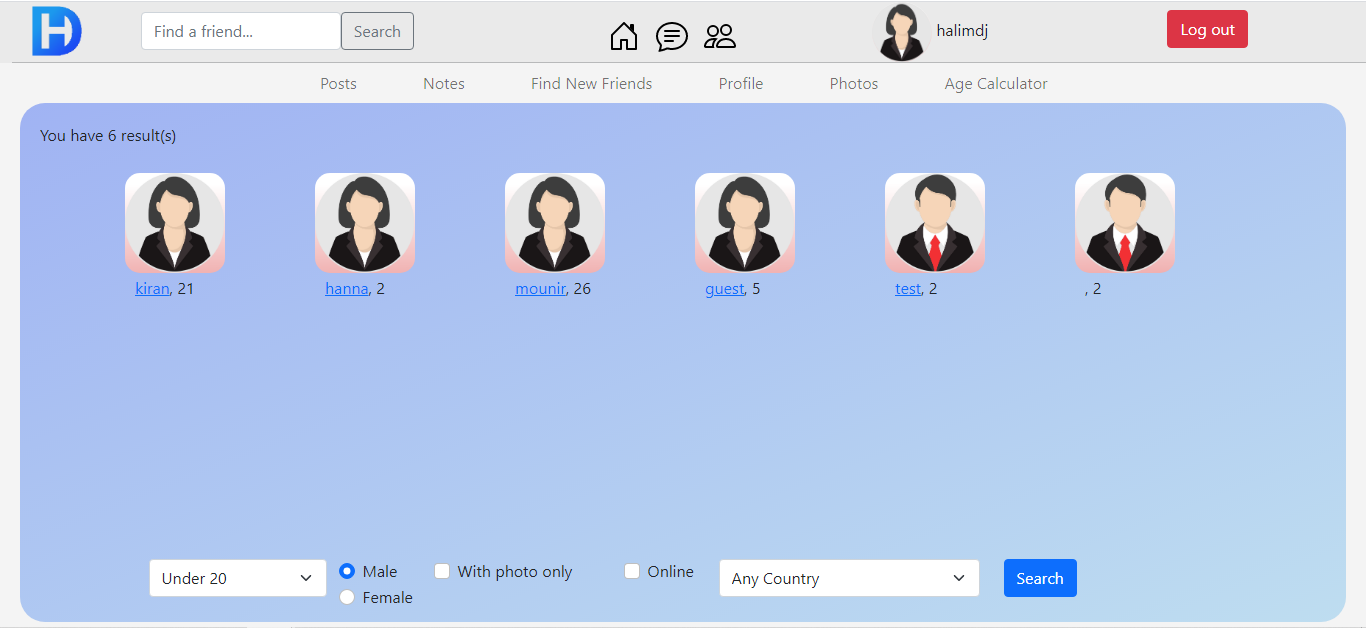 HD
Find a friend... Search halimdj Log out
Posts Notes Find New Friends Profile Photos Age Calculator
You have 6 result(s)
kiran, 21 hanna, 2 mounir, 26 guest, 5 test, 2 , 2
Under 20 Male With photo only Online Any Country Search
Female